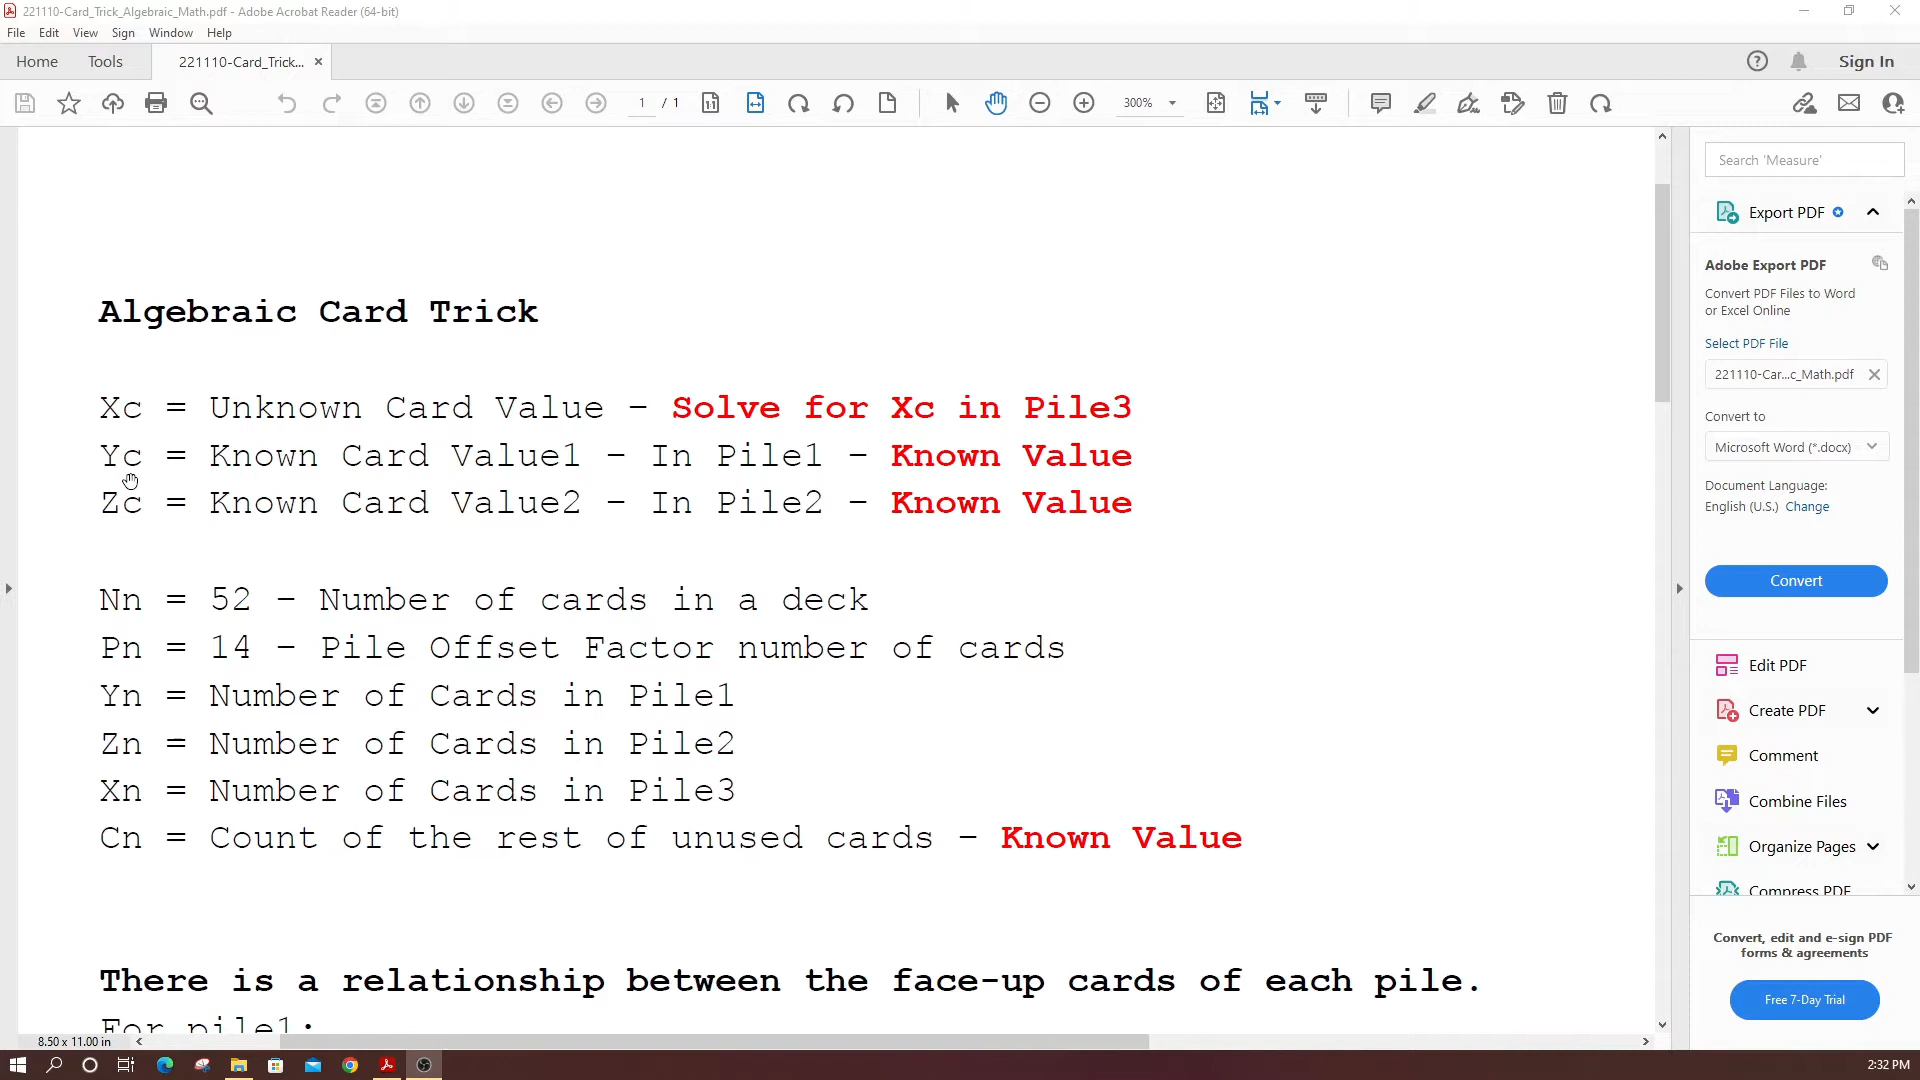 221110-Card_Trick_Algebraic_Math.pdf - Adobe Acrobat Reader (64-bit)
File Edit View Sign Window Help
Home Tools 221110-Card_Trick... ×
Sign In
1 / 1
300%
Search 'Measure'
Export PDF
Adobe Export PDF
Convert PDF Files to Word
or Excel Online
Select PDF File
221110-Car...c_Math.pdf
Convert to
Microsoft Word (*.docx)
Document Language:
English (U.S.) Change
Convert
Edit PDF
Create PDF
Comment
Combine Files
Organize Pages
Compress PDF
Convert, edit and e-sign PDF
forms & agreements
Free 7-Day Trial
Algebraic Card Trick
Xc = Unknown Card Value - Solve for Xc in Pile3
Yc = Known Card Value1 - In Pile1 - Known Value
Zc = Known Card Value2 - In Pile2 - Known Value
Nn = 52 - Number of cards in a deck
Pn = 14 - Pile Offset Factor number of cards
Yn = Number of Cards in Pile1
Zn = Number of Cards in Pile2
Xn = Number of Cards in Pile3
Cn = Count of the rest of unused cards - Known Value
There is a relationship between the face-up cards of each pile.
For pile1:
8.50 x 11.00 in
2:32 PM